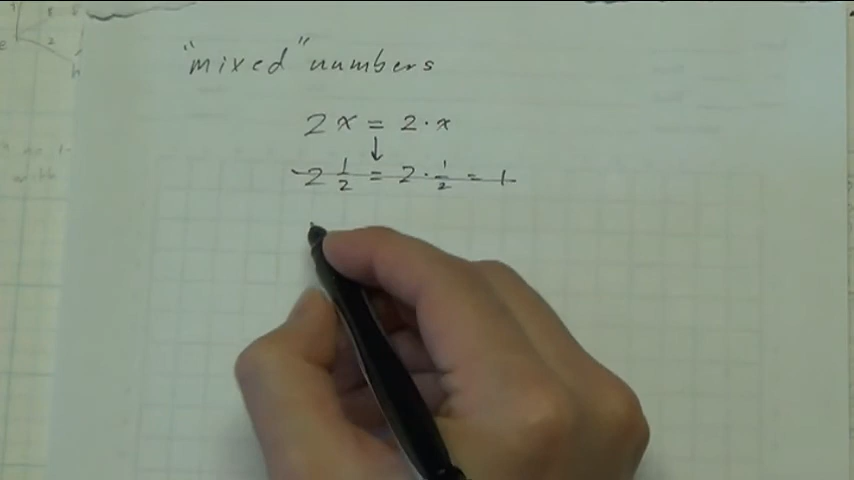 "mixed" numbers
2x = 2·x
↓
2 1/2 = 2·1/2 = 1